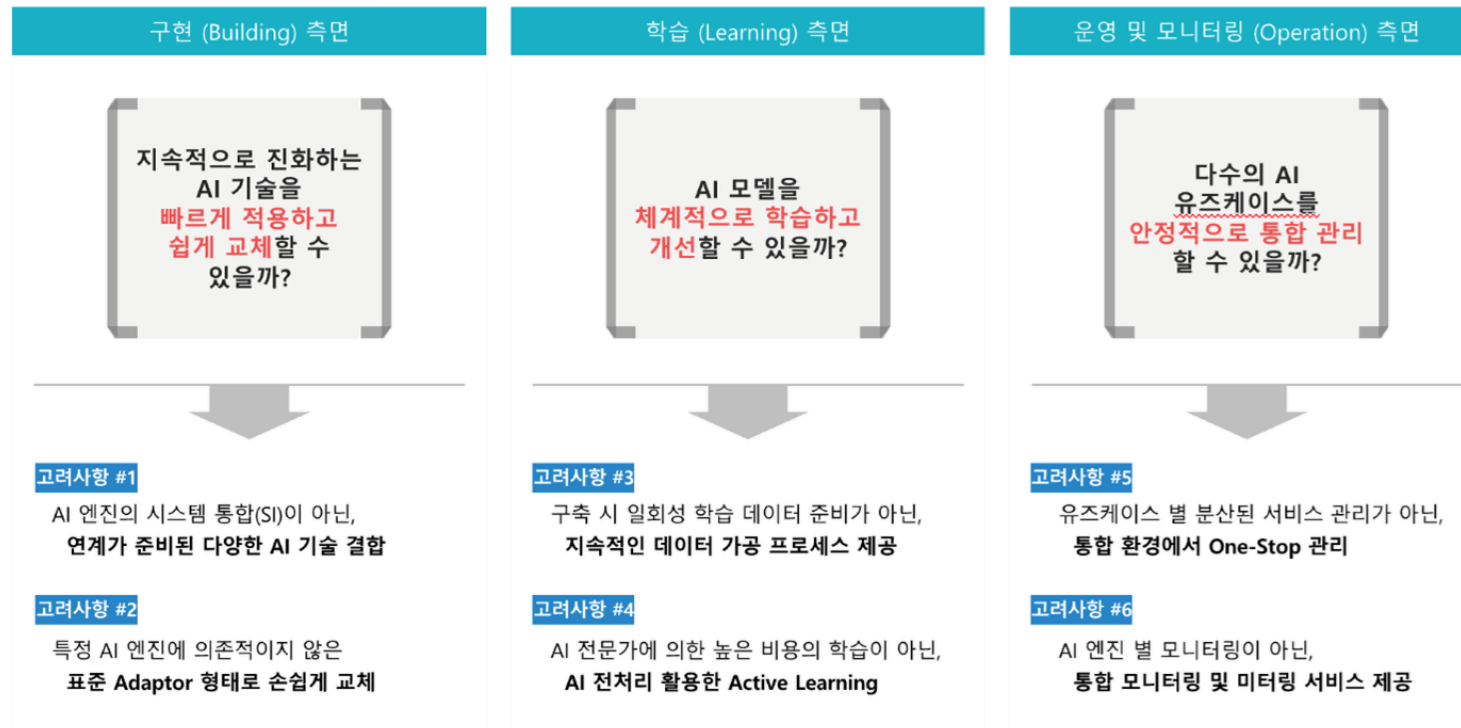 구현 (Building) 측면
지속적으로 진화하는
AI 기술을
빠르게 적용하고
쉽게 교체할 수
있을까?
고려사항 #1
AI 엔진의 시스템 통합(SI)이 아닌,
연계가 준비된 다양한 AI 기술 결합
고려사항 #2
특정 AI 엔진에 의존적이지 않은
표준 Adaptor 형태로 손쉽게 교체
학습 (Learning) 측면
AI 모델을
체계적으로 학습하고
개선할 수 있을까?
고려사항 #3
구축 시 일회성 학습 데이터 준비가 아닌,
지속적인 데이터 가공 프로세스 제공
고려사항 #4
AI 전문가에 의한 높은 비용의 학습이 아닌,
AI 전처리 활용한 Active Learning
운영 및 모니터링 (Operation) 측면
다수의 AI
유즈케이스를
안정적으로 통합 관리
할 수 있을까?
고려사항 #5
유즈케이스 별 분산된 서비스 관리가 아닌,
통합 환경에서 One-Stop 관리
고려사항 #6
AI 엔진 별 모니터링이 아닌,
통합 모니터링 및 미터링 서비스 제공